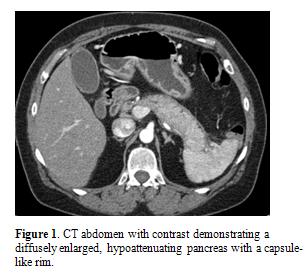 Figure 1. CT abdomen with contrast demonstrating a
diffusely enlarged, hypoattenuating pancreas with a capsule-
like rim.